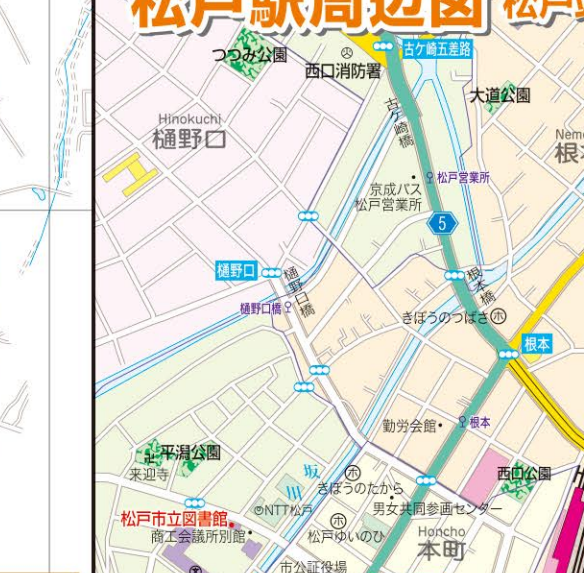 松戸駅周辺図
つつみ公園
西口消防署
古ケ崎五差路
大道公園
古ケ崎橋
Hinokuchi
樋野口
京成バス
松戸営業所
松戸営業所
5
樋野口
樋野口橋
樋野口橋
根本橋
きぼうのつばさ
根本
勤労会館
根本
平潟公園
来迎寺
坂川
西口公園
きぼうのたから
NTT松戸
男女共同参画センター
松戸市立図書館
商工会議所別館
松戸ゆいのひ
Honcho
本町
市公証役場